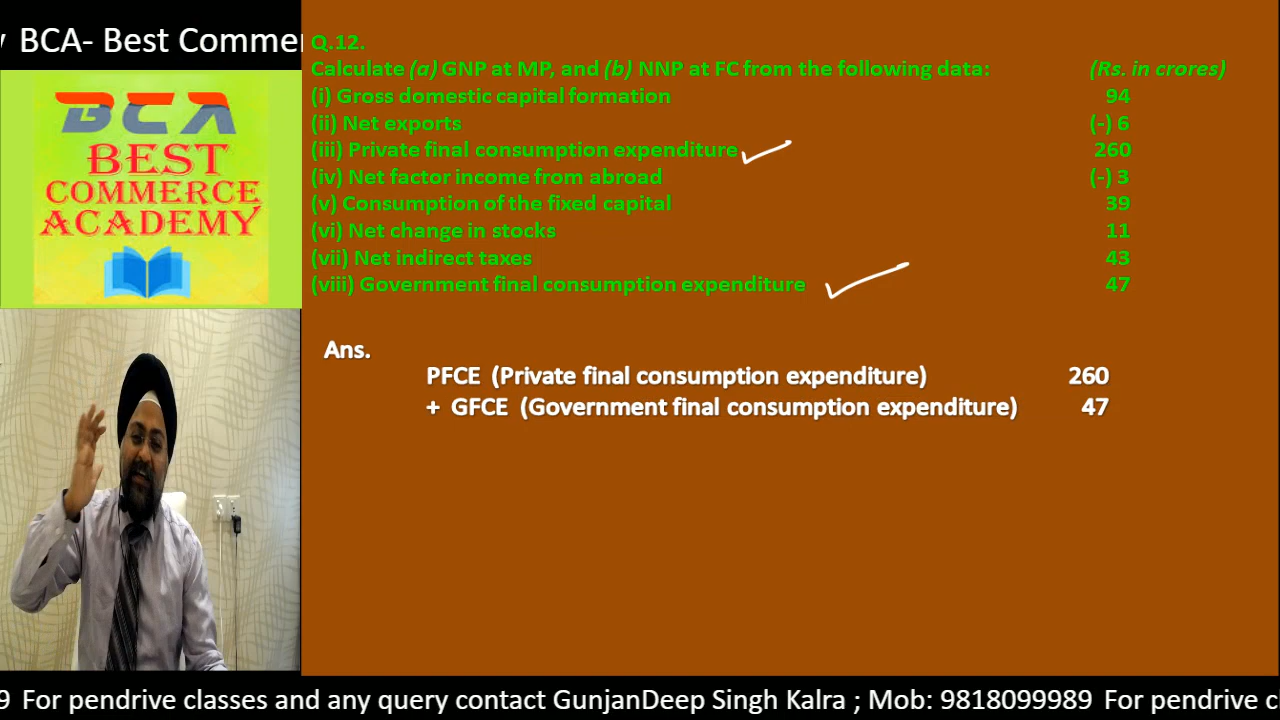 BCA- Best Comme
BCA
BEST
COMMERCE
ACADEMY
Q.12.
Calculate (a) GNP at MP, and (b) NNP at FC from the following data: (Rs. in crores)
(i) Gross domestic capital formation 94
(ii) Net exports (-) 6
(iii) Private final consumption expenditure 260
(iv) Net factor income from abroad (-) 3
(v) Consumption of the fixed capital 39
(vi) Net change in stocks 11
(vii) Net indirect taxes 43
(viii) Government final consumption expenditure 47
Ans.
PFCE (Private final consumption expenditure) 260
+ GFCE (Government final consumption expenditure) 47
9 For pendrive classes and any query contact GunjanDeep Singh Kalra ; Mob: 9818099989 For pendrive c